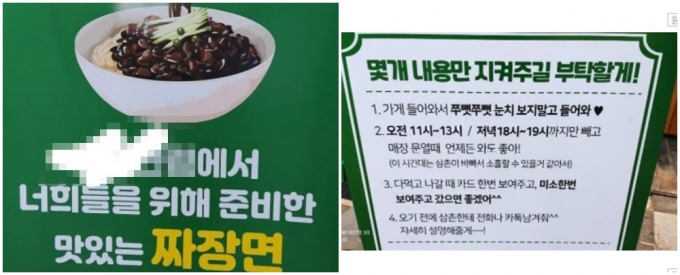 에서
너희들을 위해 준비한
맛있는 짜장면
몇개 내용만 지켜주길 부탁할게!
1. 가게 들어와서 쭈뼛쭈뼛 눈치 보지말고 들어와 ♥
2. 오전 11시~13시 / 저녁18시~19시까지만 빼고
매장 문열때 언제든 와도 좋아!
(이 시간대는 삼촌이 바빠서 소홀할 수 있을거 같아서)
3. 다먹고 나갈 때 카드 한번 보여주고, 미소한번
보여주고 갔으면 좋겠어^^
4. 오기 전에 삼촌한테 전화나 카톡남겨줘^^
자세히 설명해줄게~~!